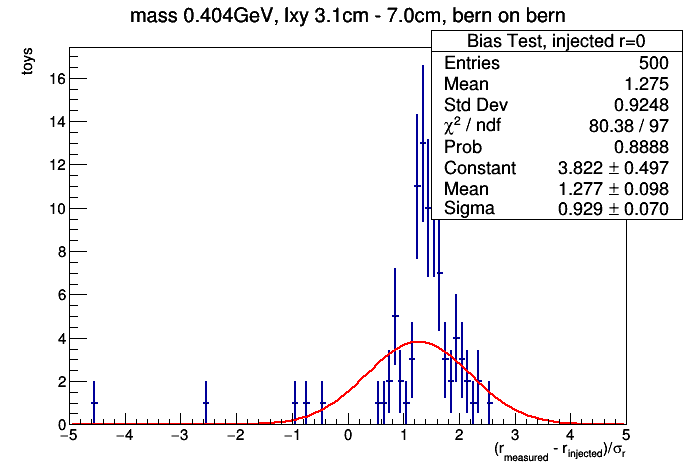 mass 0.404GeV, lxy 3.1cm - 7.0cm, bern on bern
Bias Test, injected r=0
Entries 500
Mean 1.275
Std Dev 0.9248
χ² / ndf 80.38 / 97
Prob 0.8888
Constant 3.822 ± 0.497
Mean 1.277 ± 0.098
Sigma 0.929 ± 0.070
toys
16
14
12
10
8
6
4
2
0
−5 −4 −3 −2 −1 0 1 2 3 4 5
(r_measured - r_injected)/σ_r